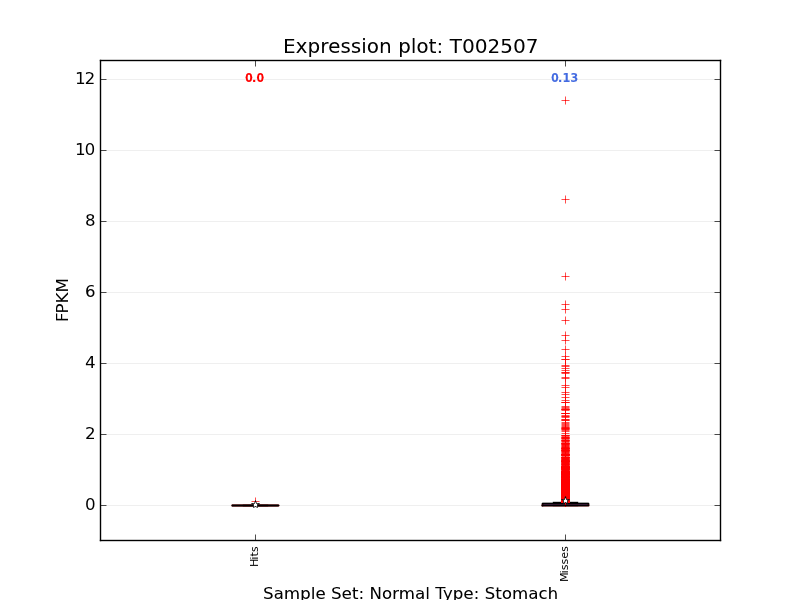 Expression plot: T002507
12
10
8
6
4
2
0
FPKM
0.0
0.13
Hits
Misses
Sample Set: Normal Type: Stomach